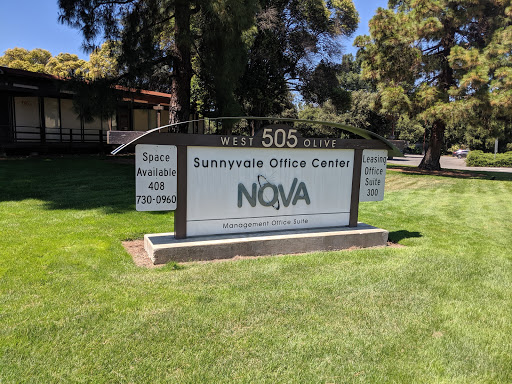 WEST 505 OLIVE
Space
Available
408
730-0960
Sunnyvale Office Center
NOVA
Management Office Suite
Leasing
Office
Suite
300